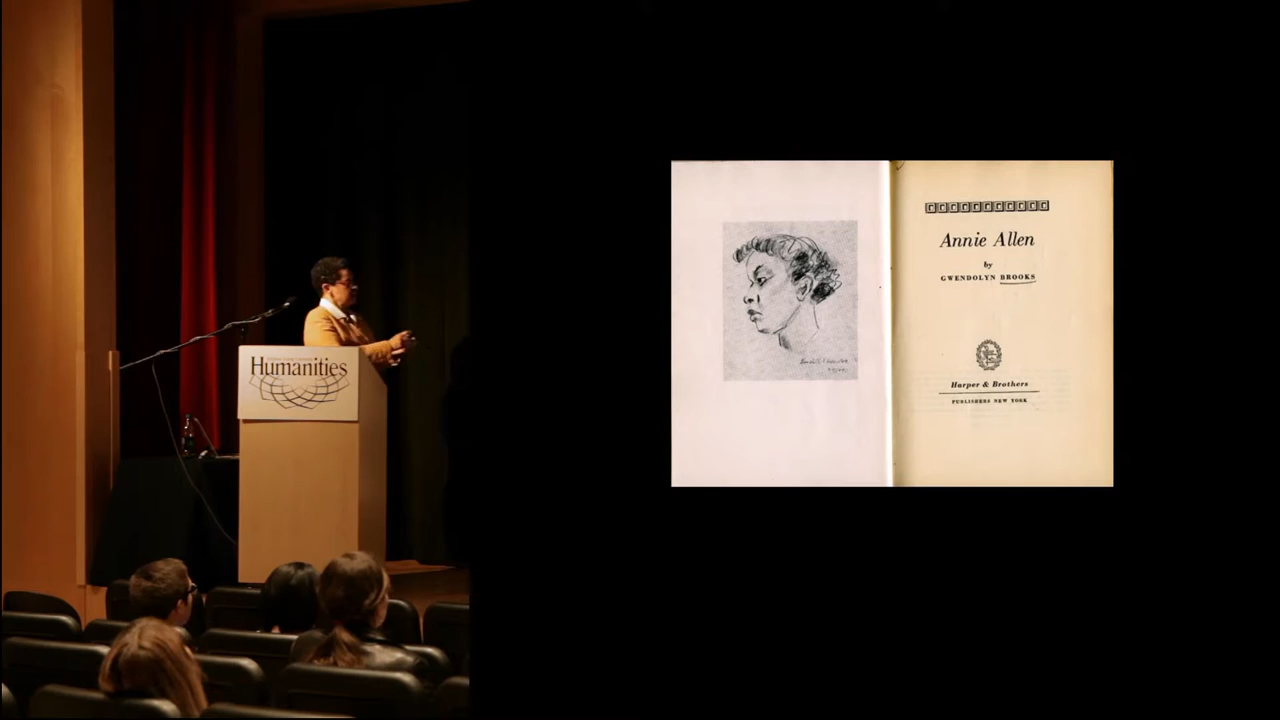 Humanities
Annie Allen
by
GWENDOLYN BROOKS
Harper & Brothers
PUBLISHERS NEW YORK